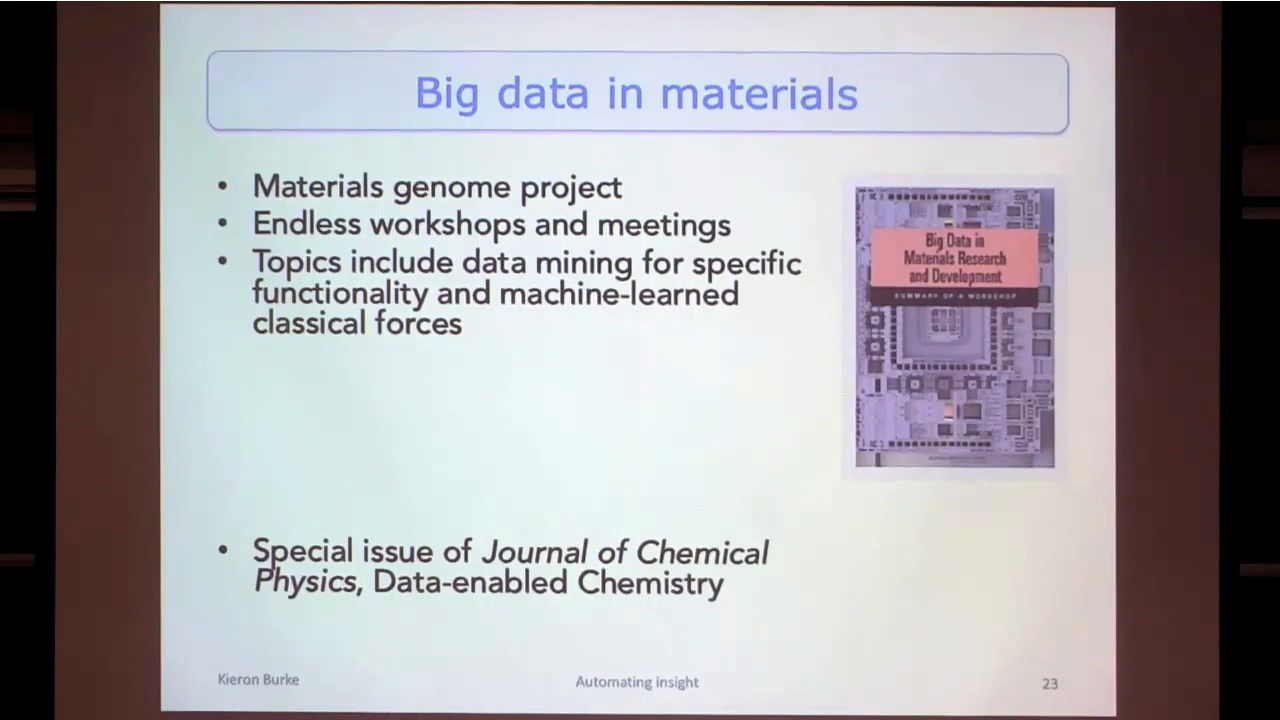 Big data in materials
• Materials genome project
• Endless workshops and meetings
• Topics include data mining for specific
functionality and machine-learned
classical forces
Big Data in
Materials Research
and Development
SUMMARY OF A WORKSHOP
• Special issue of Journal of Chemical
Physics, Data-enabled Chemistry
Kieron Burke
Automating insight
23